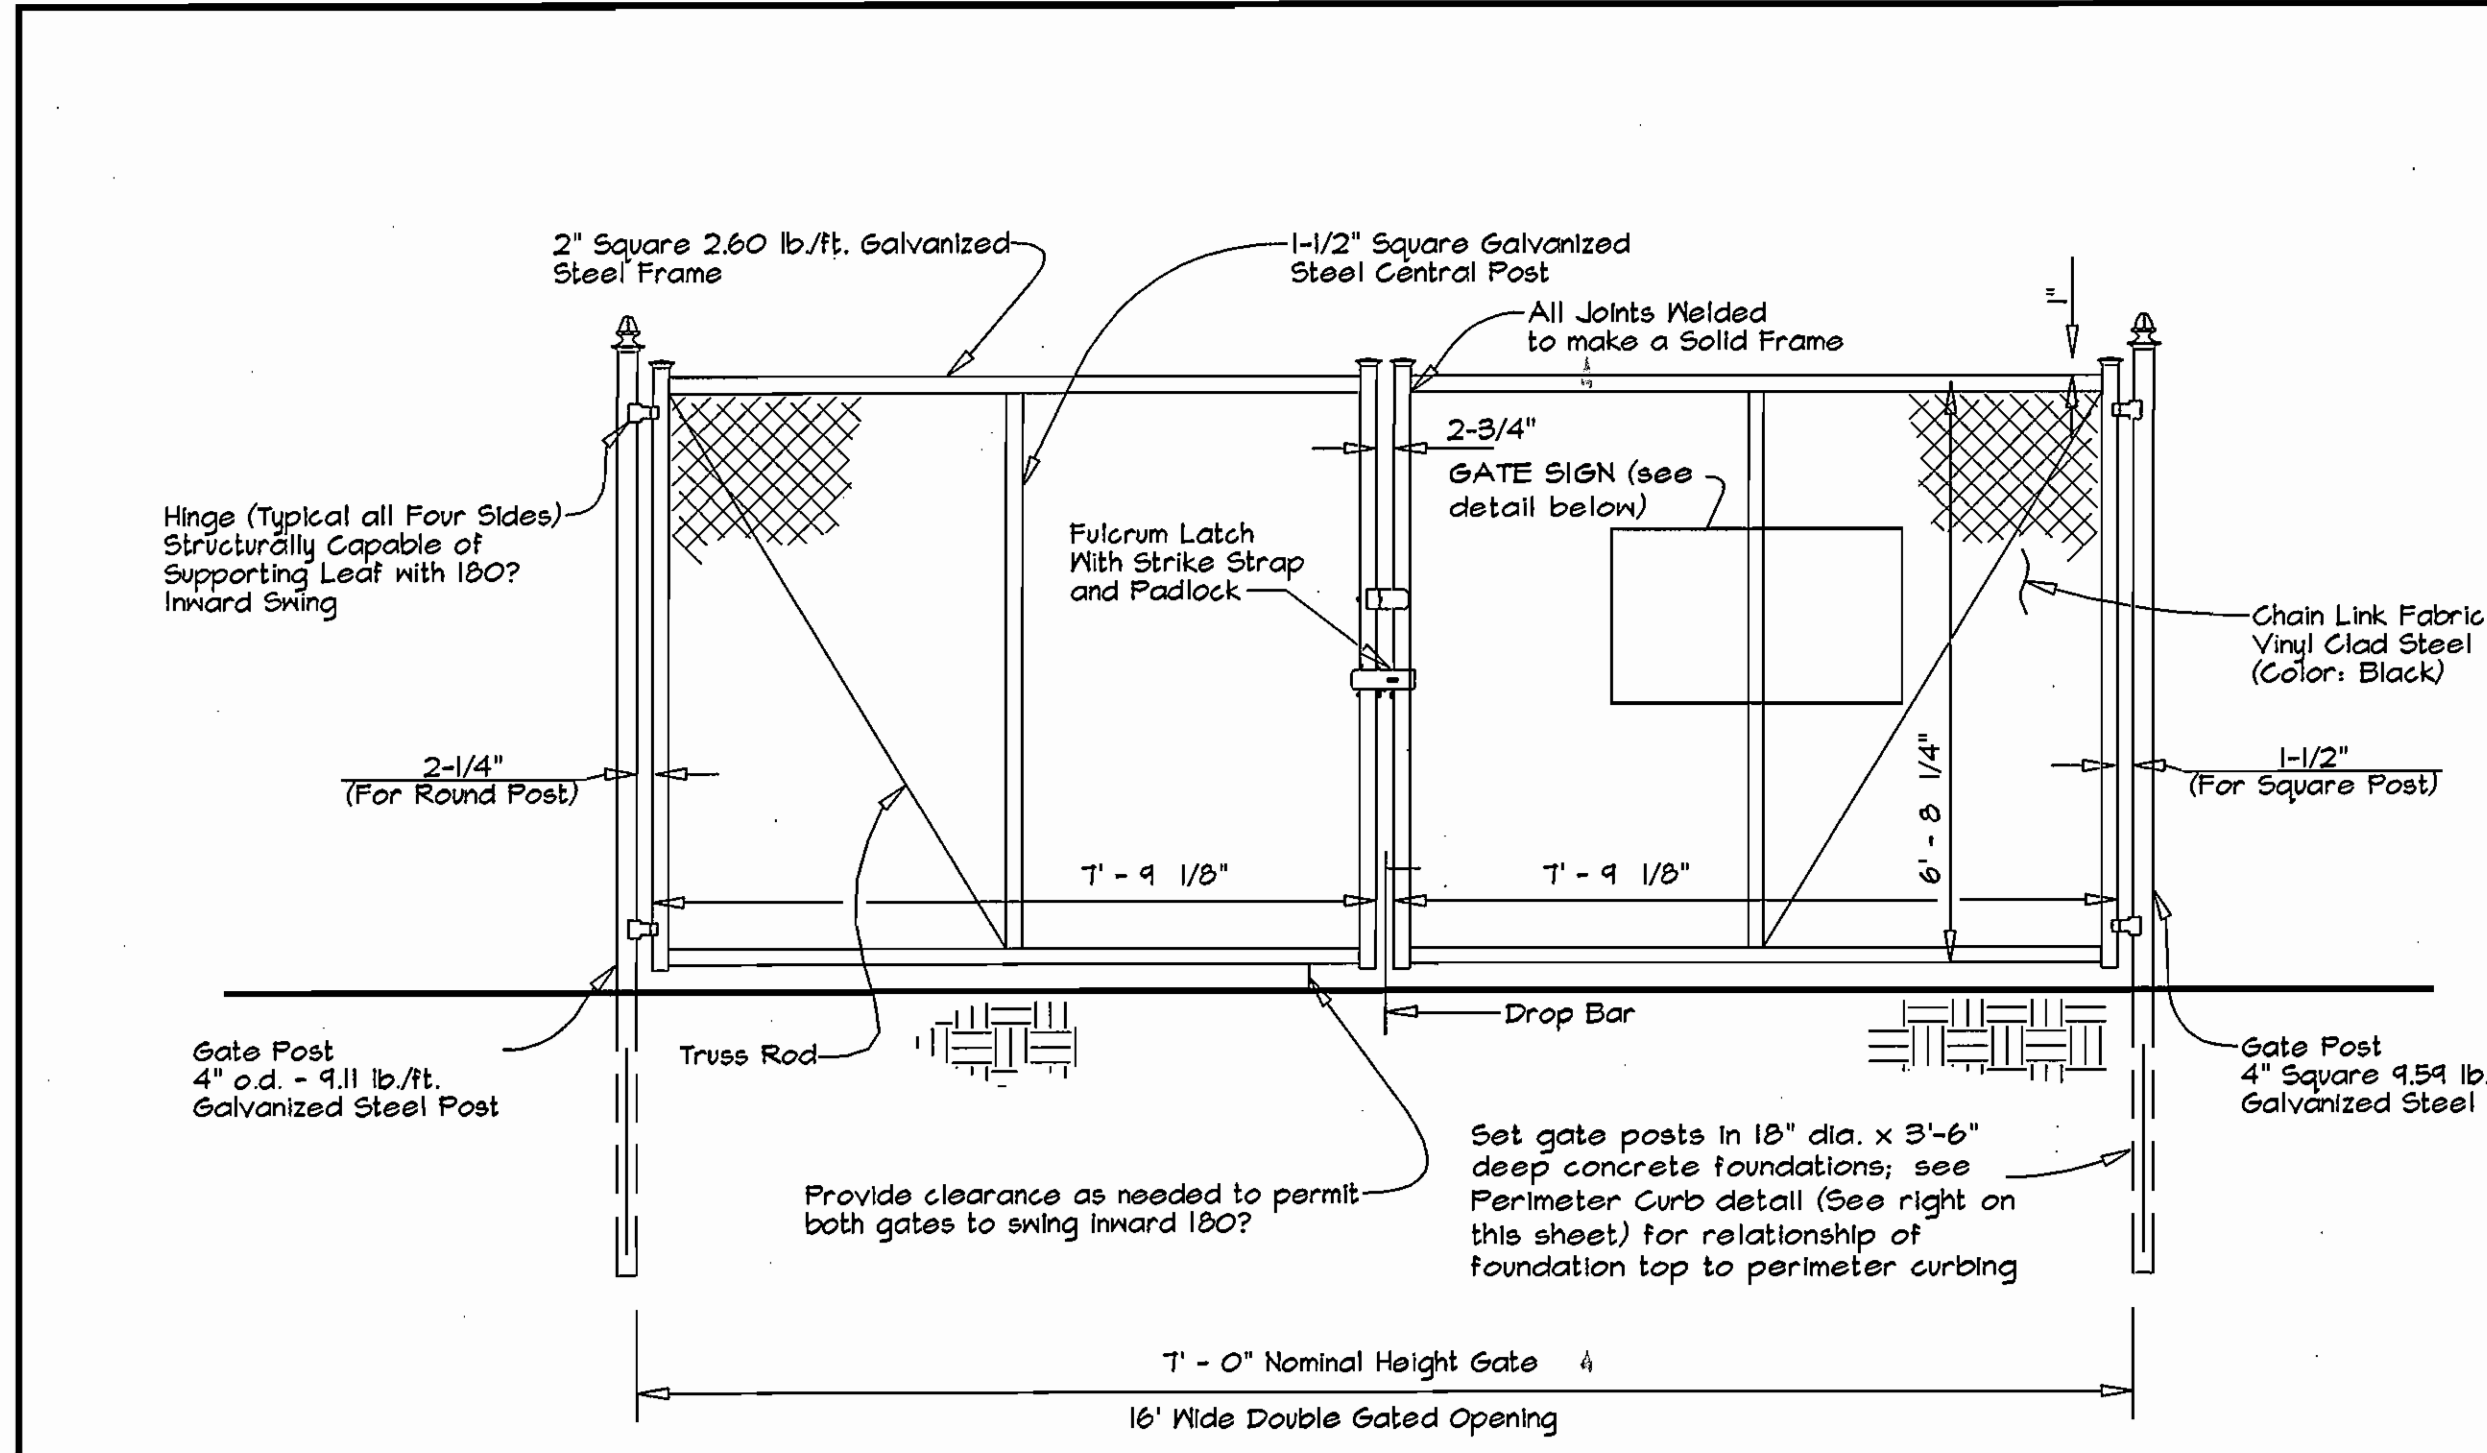 2" Square 2.60 lb./ft. Galvanized
Steel Frame
1-1/2" Square Galvanized
Steel Central Post
All Joints Welded
to make a Solid Frame
1"
2-3/4"
GATE SIGN (see
detail below)
Hinge (Typical all Four Sides)
Structurally Capable of
Supporting Leaf with 180?
Inward Swing
Fulcrum Latch
With Strike Strap
and Padlock
Chain Link Fabric
Vinyl Clad Steel
(Color: Black)
2-1/4"
(For Round Post)
1-1/2"
(For Square Post)
7' - 9 1/8"
7' - 9 1/8"
6' - 8 1/4"
Drop Bar
Gate Post
4" o.d. - 9.11 lb./ft.
Galvanized Steel Post
Truss Rod
Gate Post
4" Square 9.59 lb.
Galvanized Steel
Provide clearance as needed to permit
both gates to swing inward 180?
Set gate posts in 18" dia. x 3'-6"
deep concrete foundations; see
Perimeter Curb detail (See right on
this sheet) for relationship of
foundation top to perimeter curbing
7' - 0" Nominal Height Gate
16' Wide Double Gated Opening